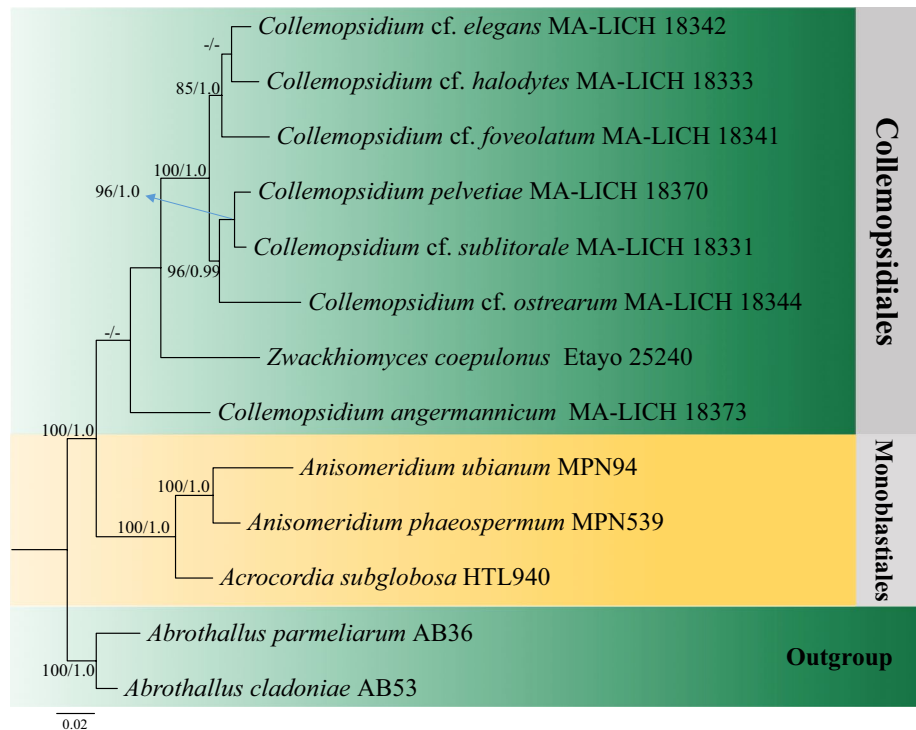 Collemopsidium cf. elegans MA-LICH 18342
-/-
Collemopsidium cf. halodytes MA-LICH 18333
85/1.0
Collemopsidium cf. foveolatum MA-LICH 18341
100/1.0
96/1.0
Collemopsidium pelvetiae MA-LICH 18370
Collemopsidium cf. sublitorale MA-LICH 18331
96/0.99
Collemopsidium cf. ostrearum MA-LICH 18344
-/-
Zwackhiomyces coepulonus Etayo 25240
Collemopsidium angermannicum MA-LICH 18373
Collemopsidiales
100/1.0
Anisomeridium ubianum MPN94
100/1.0
Anisomeridium phaeospermum MPN539
100/1.0
Acrocordia subglobosa HTL940
Monoblastiales
Abrothallus parmeliarum AB36
100/1.0
Abrothallus cladoniae AB53
Outgroup
0.02